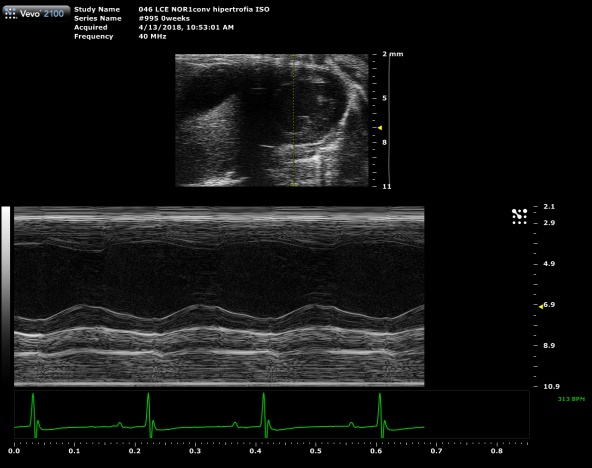 Vevo 2100
Study Name 046 LCE NOR1conv hipertrofia ISO
Series Name #995 0weeks
Acquired 4/13/2018, 10:53:01 AM
Frequency 40 MHz
2 mm
5
8
11
2.1
2.9
4.9
6.9
8.9
10.9
313 BPM
0.0 0.1 0.2 0.3 0.4 0.5 0.6 0.7 0.8